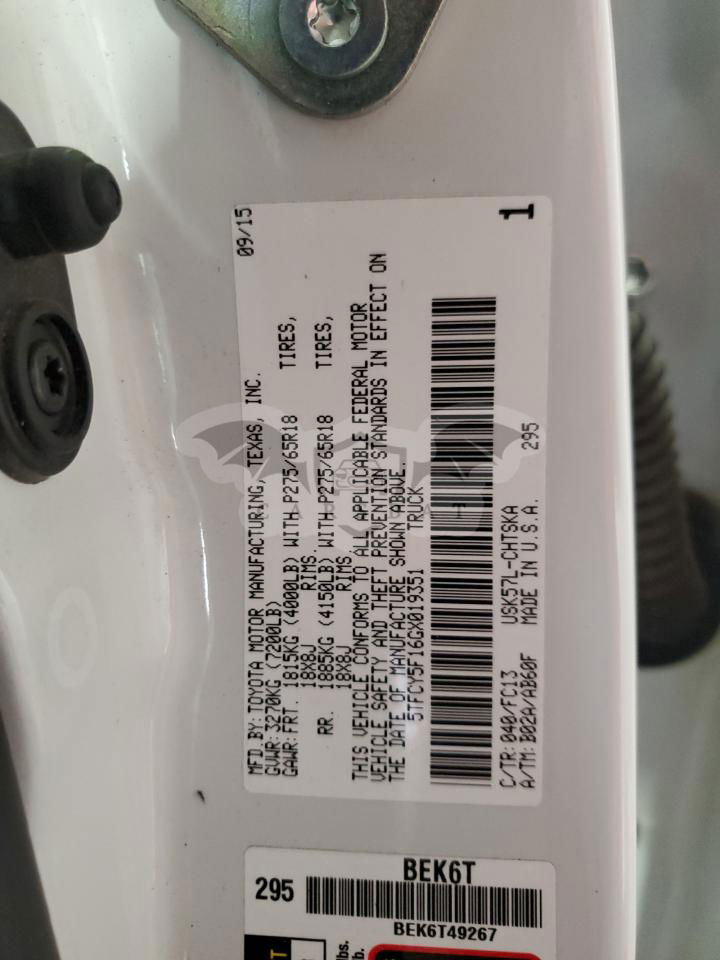 MFD. BY: TOYOTA MOTOR MANUFACTURING, TEXAS, INC. 09/15
GVWR: 3270KG (7200LB)
GAWR: FRT. 1815KG (4000LB) WITH P275/65R18 TIRES,
18X8J RIMS.
RR. 1885KG (4150LB) WITH P275/65R18 TIRES,
18X8J RIMS
THIS VEHICLE CONFORMS TO ALL APPLICABLE FEDERAL MOTOR
VEHICLE SAFETY AND THEFT PREVENTION STANDARDS IN EFFECT ON
THE DATE OF MANUFACTURE SHOWN ABOVE.
5TFCY5F16GX019351 TRUCK
1
C/TR: 040/FC13 USK57L-CHTSKA 295
A/TM: B02A/AB60F MADE IN U.S.A.
BEK6T
295
BEK6T49267
lbs.